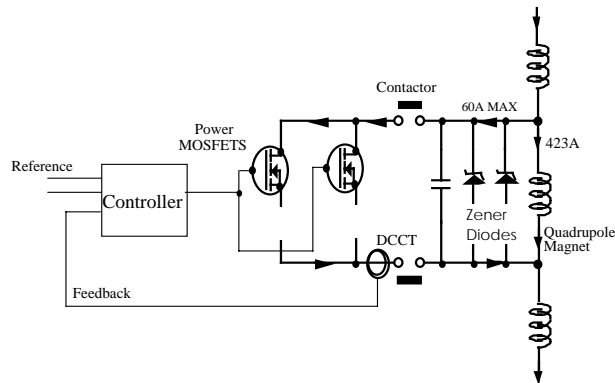 Contactor
60A MAX
Power
MOSFETS
423A
Reference
Controller
Zener
Diodes
Quadrupole
Magnet
DCCT
Feedback